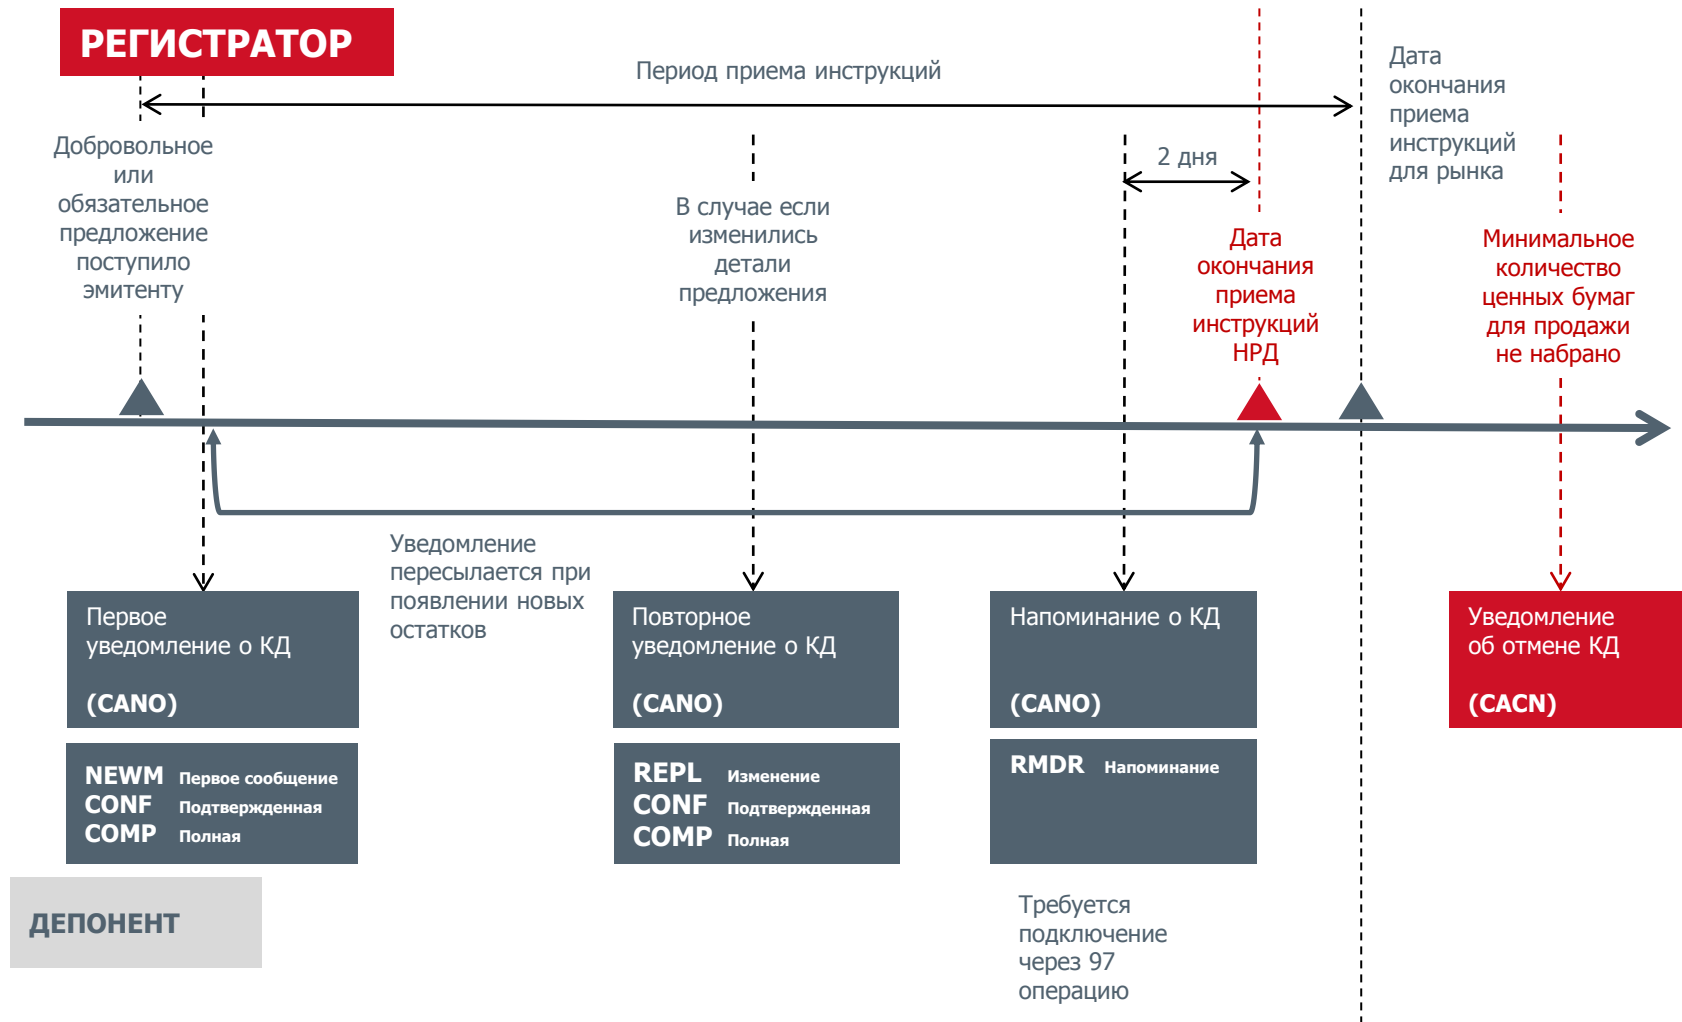 РЕГИСТРАТОР
Период приема инструкций
Дата
окончания
приема
инструкций
для рынка
Добровольное
или
обязательное
предложение
поступило
эмитенту
2 дня
В случае если
изменились
детали
предложения
Дата
окончания
приема
инструкций
НРД
Минимальное
количество
ценных бумаг
для продажи
не набрано
Уведомление
пересылается при
появлении новых
остатков
Первое
уведомление о КД
(CANO)
Повторное
уведомление о КД
(CANO)
Напоминание о КД
(CANO)
Уведомление
об отмене КД
(CACN)
NEWM Первое сообщение
CONF Подтвержденная
COMP Полная
REPL Изменение
CONF Подтвержденная
COMP Полная
RMDR Напоминание
ДЕПОНЕНТ
Требуется
подключение
через 97
операцию